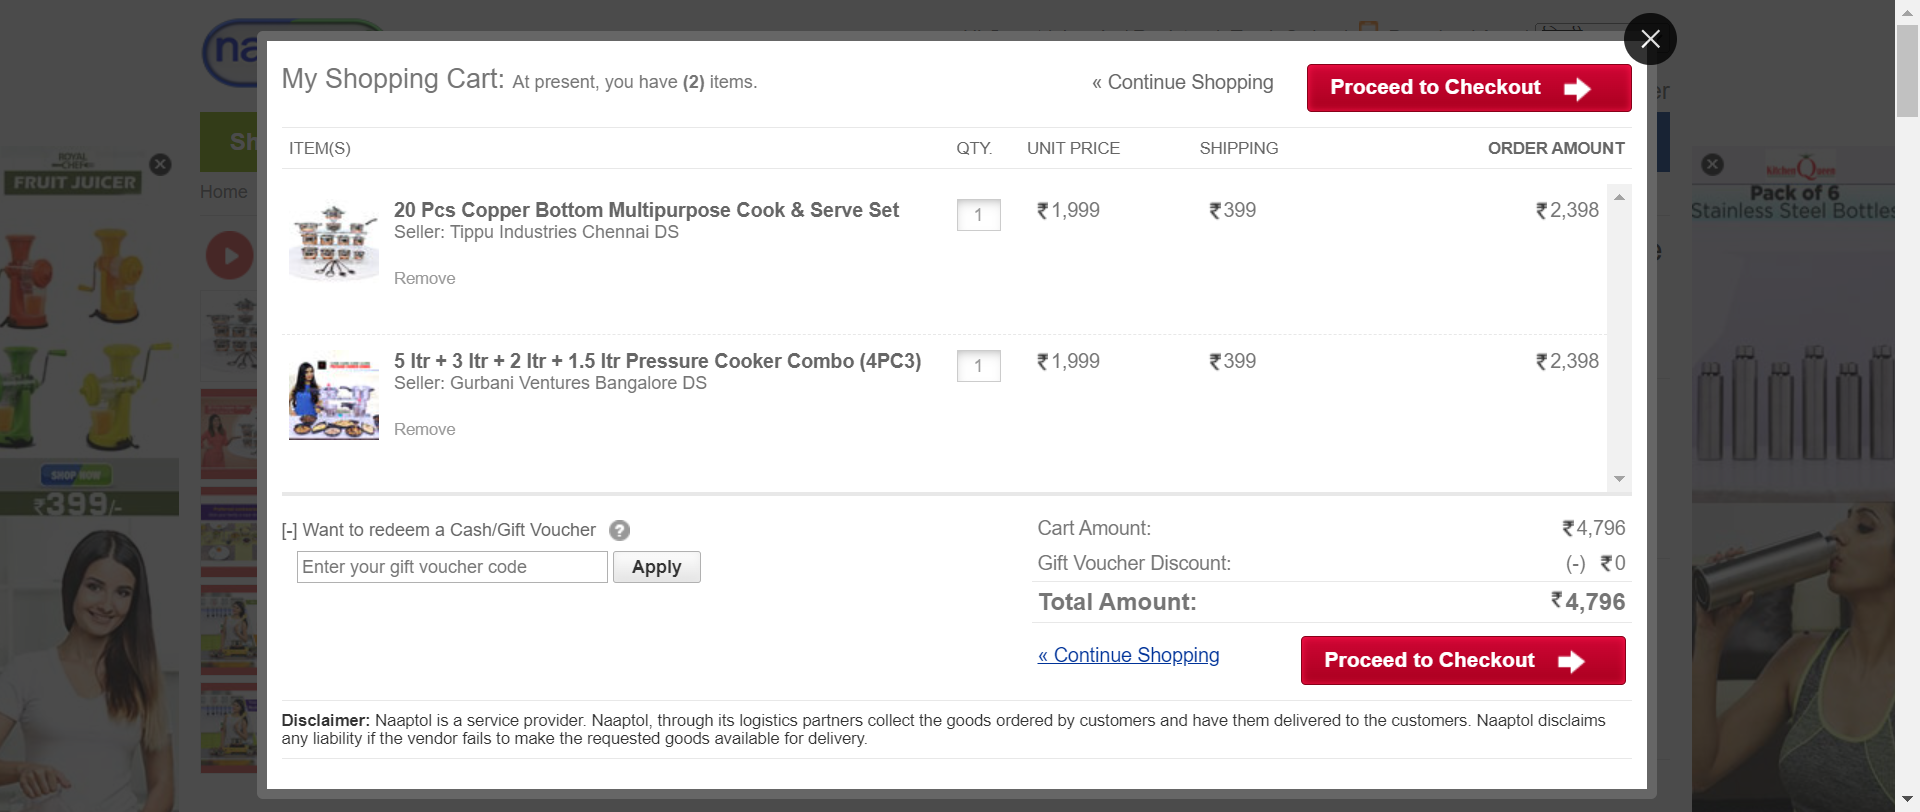 My Shopping Cart: At present, you have (2) items.
« Continue Shopping
Proceed to Checkout
ITEM(S) QTY. UNIT PRICE SHIPPING ORDER AMOUNT
20 Pcs Copper Bottom Multipurpose Cook & Serve Set 1 ₹1,999 ₹399 ₹2,398
Seller: Tippu Industries Chennai DS
Remove
5 ltr + 3 ltr + 2 ltr + 1.5 ltr Pressure Cooker Combo (4PC3) 1 ₹1,999 ₹399 ₹2,398
Seller: Gurbani Ventures Bangalore DS
Remove
[-] Want to redeem a Cash/Gift Voucher ?
Enter your gift voucher code Apply
Cart Amount: ₹4,796
Gift Voucher Discount: (-) ₹0
Total Amount: ₹4,796
« Continue Shopping
Proceed to Checkout
Disclaimer: Naaptol is a service provider. Naaptol, through its logistics partners collect the goods ordered by customers and have them delivered to the customers. Naaptol disclaims
any liability if the vendor fails to make the requested goods available for delivery.
Home
ROYAL
CHEF
FRUIT JUICER
SHOP NOW
₹399/-
Kitchen Queen
Pack of 6
Stainless Steel Bottles